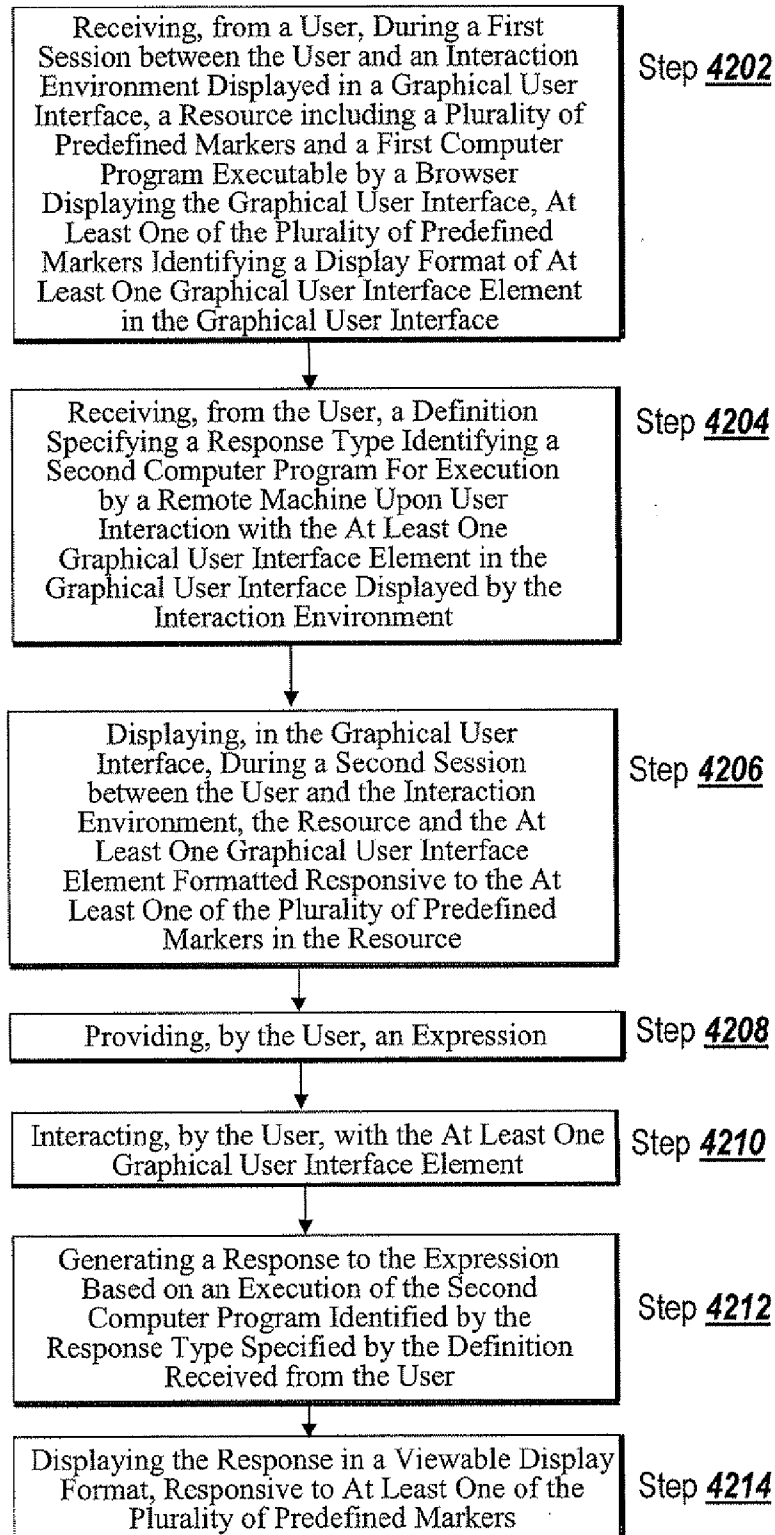 Receiving, from a User, During a First
Session between the User and an Interaction
Environment Displayed in a Graphical User
Interface, a Resource including a Plurality of
Predefined Markers and a First Computer
Program Executable by a Browser
Displaying the Graphical User Interface, At
Least One of the Plurality of Predefined
Markers Identifying a Display Format of At
Least One Graphical User Interface Element
in the Graphical User Interface
Step 4202
Receiving, from the User, a Definition
Specifying a Response Type Identifying a
Second Computer Program For Execution
by a Remote Machine Upon User
Interaction with the At Least One
Graphical User Interface Element in the
Graphical User Interface Displayed by the
Interaction Environment
Step 4204
Displaying, in the Graphical User
Interface, During a Second Session
between the User and the Interaction
Environment, the Resource and the At
Least One Graphical User Interface
Element Formatted Responsive to the At
Least One of the Plurality of Predefined
Markers in the Resource
Step 4206
Providing, by the User, an Expression
Step 4208
Interacting, by the User, with the At Least One
Graphical User Interface Element
Step 4210
Generating a Response to the Expression
Based on an Execution of the Second
Computer Program Identified by the
Response Type Specified by the Definition
Received from the User
Step 4212
Displaying the Response in a Viewable Display
Format, Responsive to At Least One of the
Plurality of Predefined Markers
Step 4214